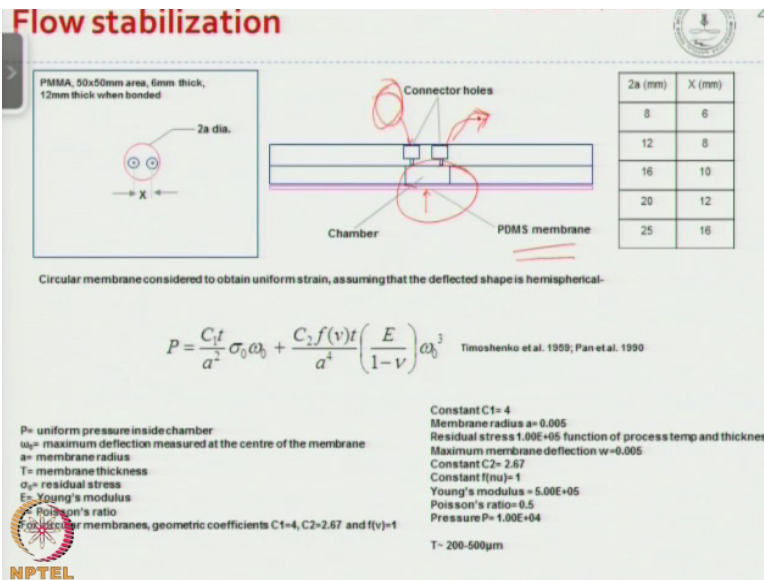 Flow stabilization
PMMA, 50x50mm area, 6mm thick,
12mm thick when bonded
2a dia.
X
Connector holes
Chamber
PDMS membrane
2a (mm) X (mm)
8 6
12 8
16 10
20 12
25 16
Circular membrane considered to obtain uniform strain, assuming that the deflected shape is hemispherical-
P = C₁t/a² σ₀ω₀ + C₂f(ν)t/a⁴ (E/1−ν) ω₀³ Timoshenko et al. 1959; Pan et al. 1990
P= uniform pressure inside chamber
ω₀= maximum deflection measured at the centre of the membrane
a= membrane radius
T= membrane thickness
σ₀= residual stress
E= Young's modulus
Poisson's ratio
For circular membranes, geometric coefficients C1=4, C2=2.67 and f(v)=1
Constant C1= 4
Membrane radius a= 0.005
Residual stress 1.00E+05 function of process temp and thicknes
Maximum membrane deflection w=0.005
Constant C2= 2.67
Constant f(nu)= 1
Young's modulus = 5.00E+05
Poisson's ratio= 0.5
Pressure P= 1.00E+04
T~ 200-500µm
NPTEL